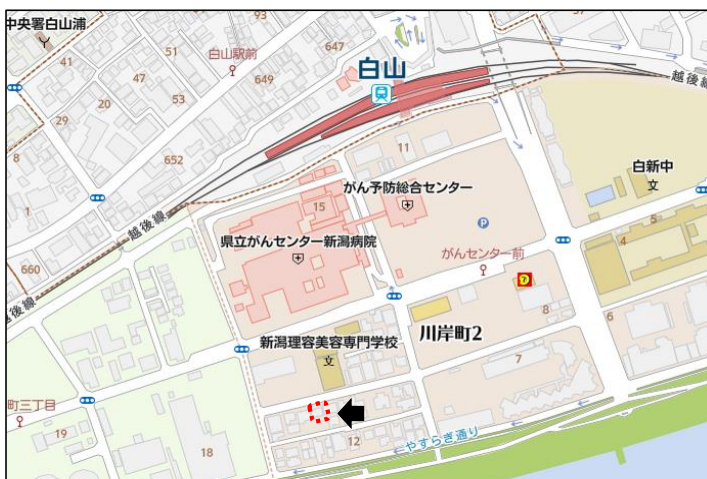 中央署白山浦
93
57
63
41
51
647
白山駅前
47
649
20
53
29
白山
越後線
8
652
11
白新中
文
1
がん予防総合センター
15
P
越後線
県立がんセンター新潟病院
5
4
660
がんセンター前
越後線
川岸町2
8
6
新潟理容美容専門学校
文
7
町三丁目
19
12
やすらぎ通り
18